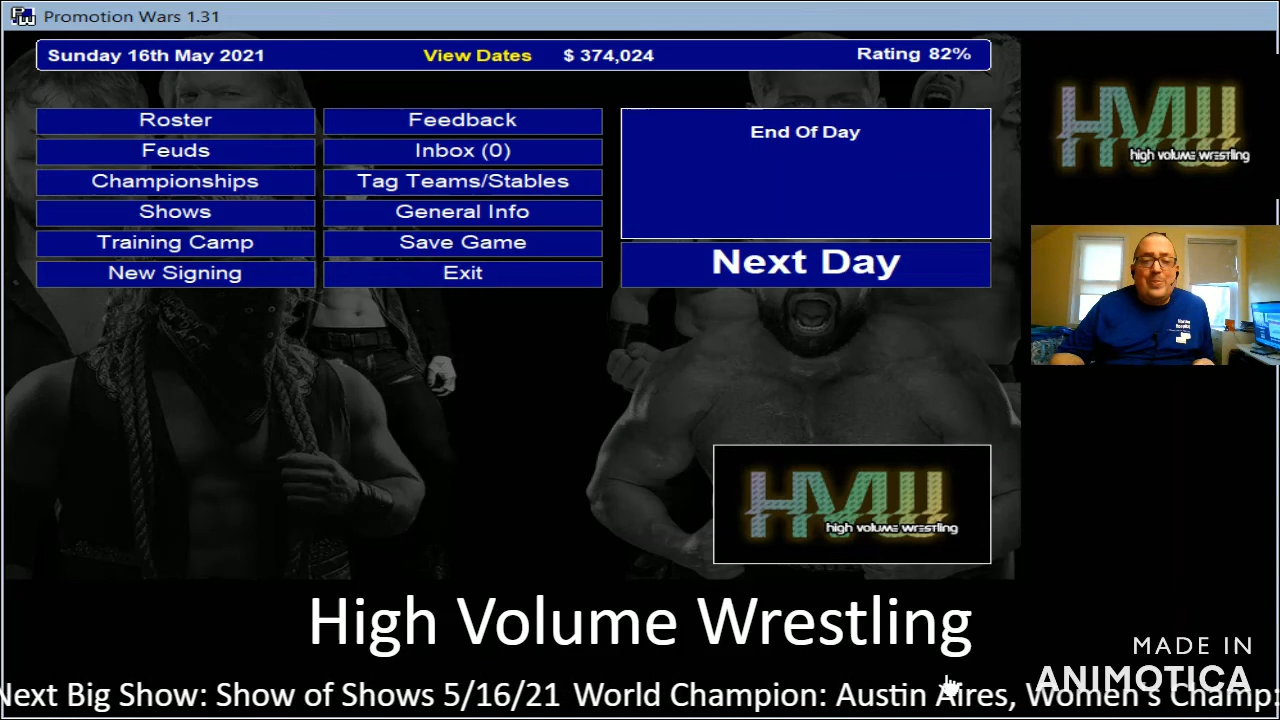 Promotion Wars 1.31
Sunday 16th May 2021 View Dates $ 374,024 Rating 82%
Roster
Feuds
Championships
Shows
Training Camp
New Signing
Feedback
Inbox (0)
Tag Teams/Stables
General Info
Save Game
Exit
End Of Day
Next Day
HVW
high volume wrestling
HVW
high volume wrestling
High Volume Wrestling
MADE IN
ANIMOTICA
Next Big Show: Show of Shows 5/16/21 World Champion: Austin Aires, Women's Champ: